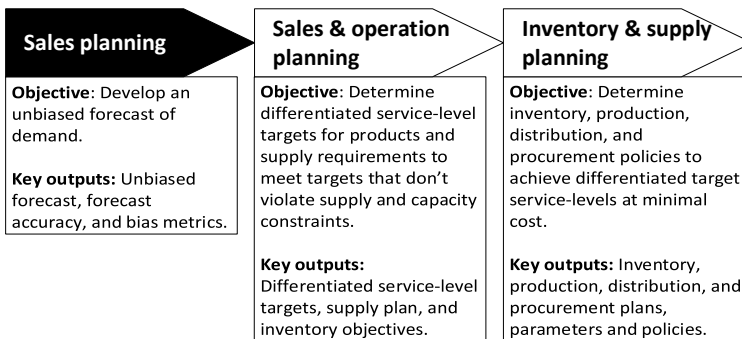 Sales planning
Objective: Develop an
unbiased forecast of
demand.
Key outputs: Unbiased
forecast, forecast
accuracy, and bias metrics.
Sales & operation
planning
Objective: Determine
differentiated service-level
targets for products and
supply requirements to
meet targets that don’t
violate supply and capacity
constraints.
Key outputs:
Differentiated service-level
targets, supply plan, and
inventory objectives.
Inventory & supply
planning
Objective: Determine
inventory, production,
distribution, and
procurement policies to
achieve differentiated target
service-levels at minimal
cost.
Key outputs: Inventory,
production, distribution, and
procurement plans,
parameters and policies.